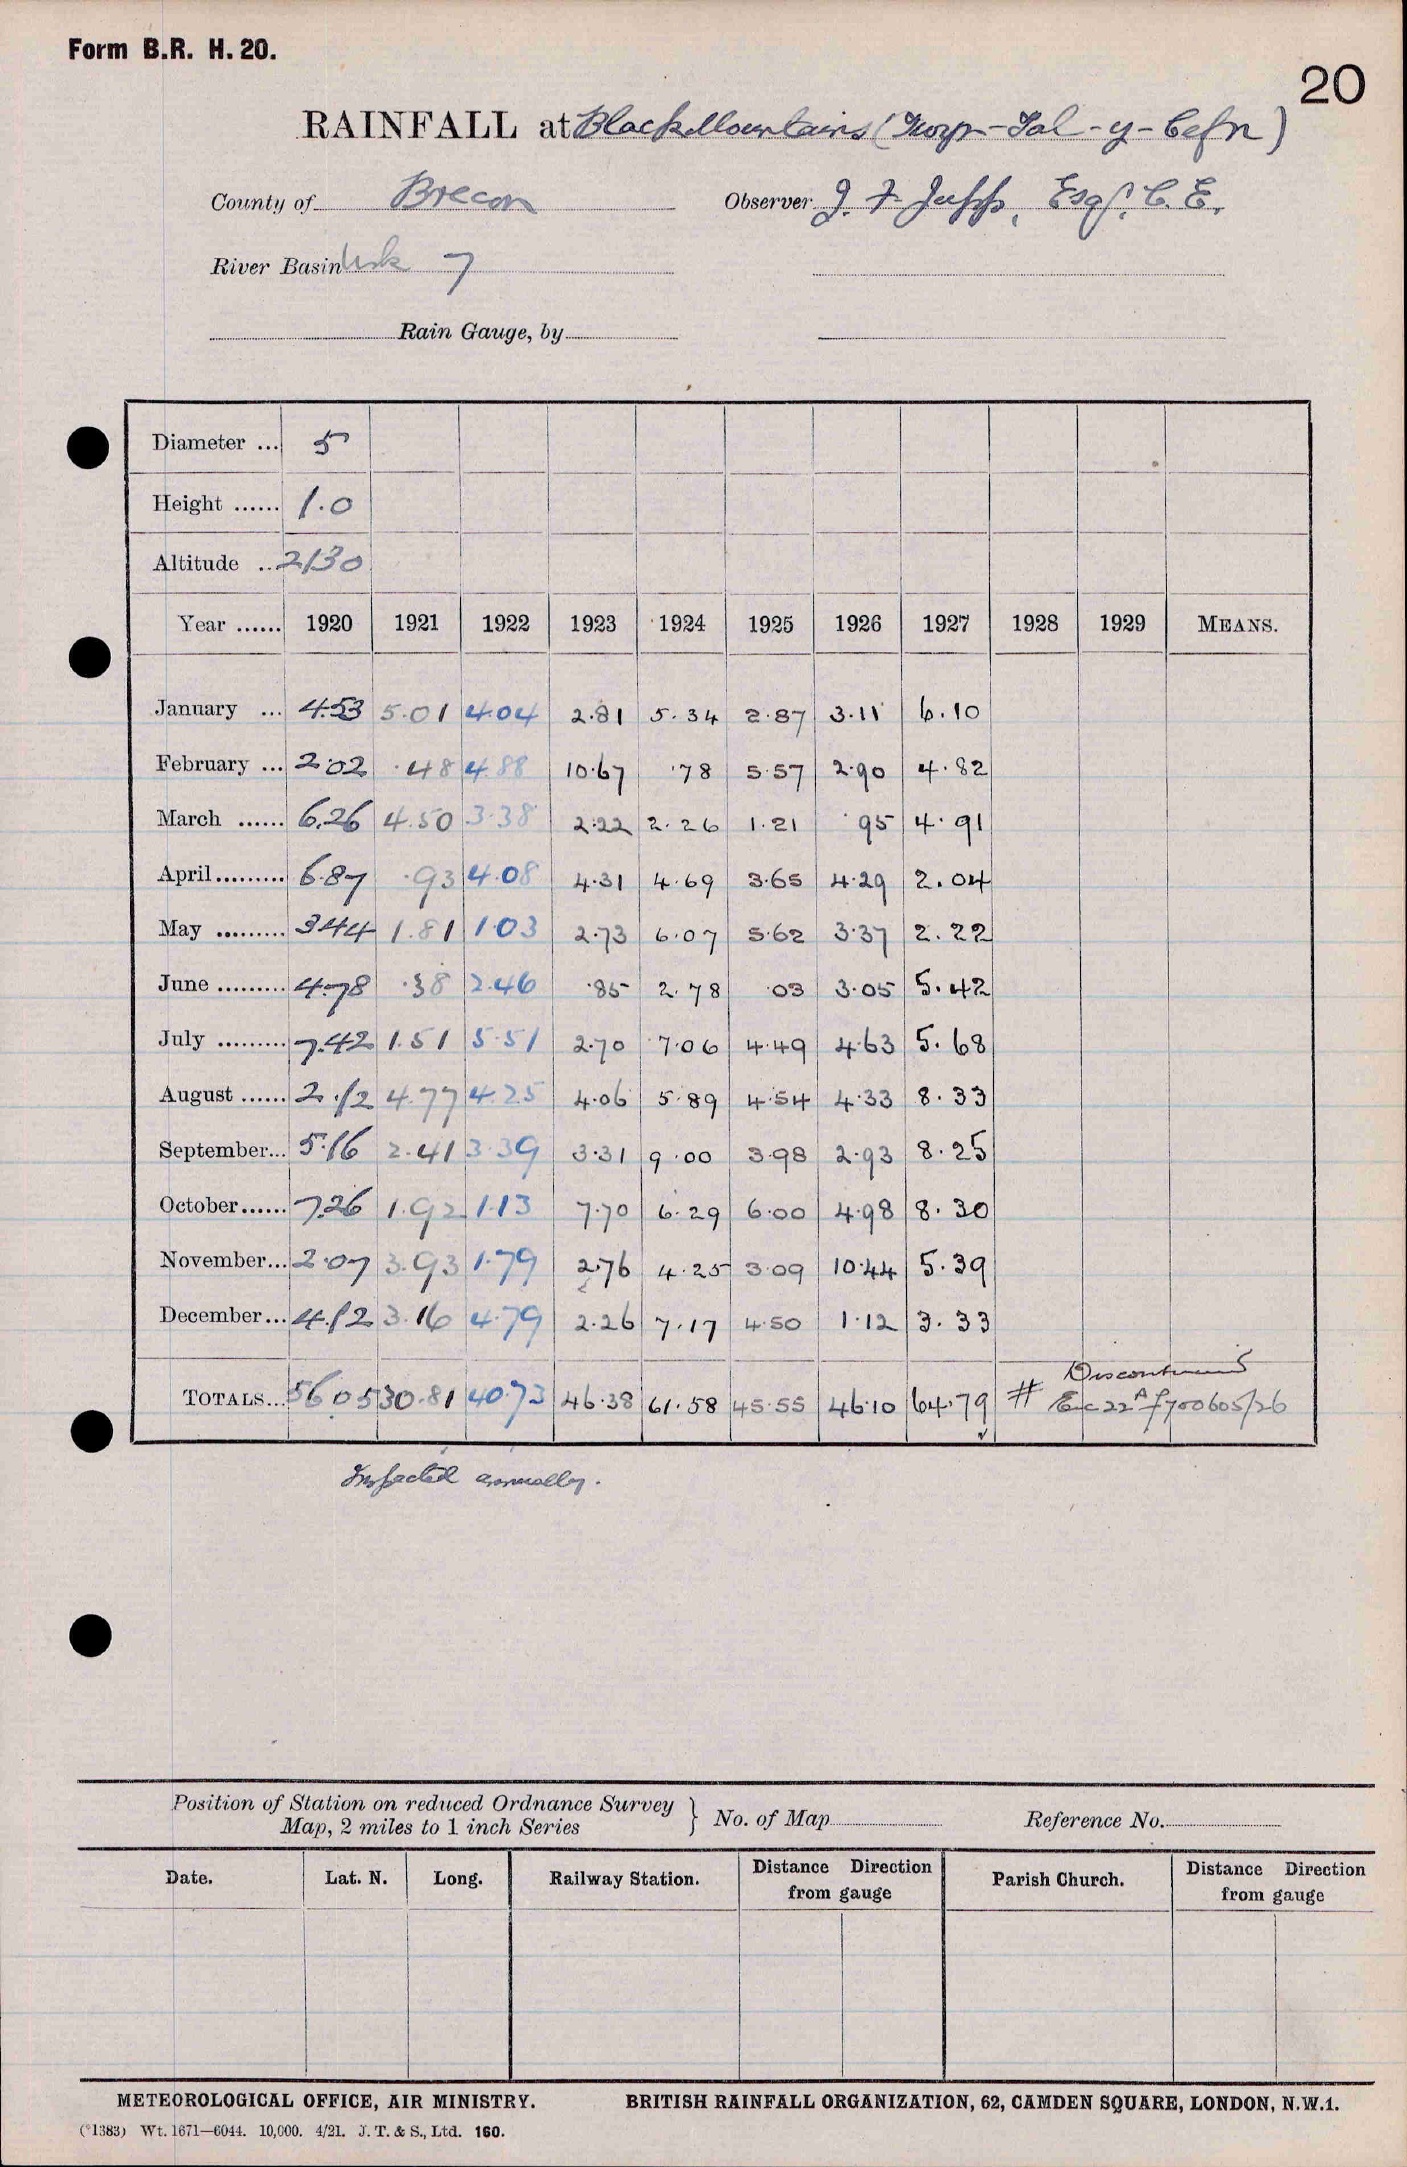 Form B.R. H. 20.
20
RAINFALL at Black Mountains (Twyn-Tal-y-Cefn)
County of Brecon Observer J. F. Jupp, Esq., C. E.
River Basin Usk 7
Rain Gauge, by
Diameter ... 5
Height ...... 1.0
Altitude .. 2130
Year ...... 1920 1921 1922 1923 1924 1925 1926 1927 1928 1929 MEANS.
January ... 4.53 5.01 4.04 2.81 5.34 2.87 3.11 6.10
February ... 2.02 .48 4.88 10.67 .78 5.57 2.90 4.82
March ...... 6.26 4.50 3.38 2.22 2.26 1.21 .95 4.91
April ......... 6.87 .93 4.08 4.31 4.69 3.65 4.29 2.04
May ......... 3.44 1.81 1.03 2.73 6.07 5.62 3.37 2.22
June ......... 4.78 .38 2.46 .85 2.78 .03 3.05 5.42
July ......... 7.42 1.51 5.51 2.70 7.06 4.49 4.63 5.68
August ...... 2.12 4.77 4.25 4.06 5.89 4.54 4.33 8.33
September... 5.16 2.41 3.39 3.31 9.00 3.98 2.93 8.25
October...... 7.26 1.92 1.13 7.70 6.29 6.00 4.98 8.30
November... 2.07 3.93 1.79 2.76 4.25 3.09 10.44 5.39
December... 4.12 3.16 4.79 2.26 7.17 4.50 1.12 3.33
Discontinued
TOTALS... 56.05 30.81 40.73 46.38 61.58 45.55 46.10 64.79 # 700605/26
Inspected annually.
Position of Station on reduced Ordnance Survey
Map, 2 miles to 1 inch Series } No. of Map Reference No.
Date. Lat. N. Long. Railway Station. Distance Direction from gauge Parish Church. Distance Direction from gauge
METEOROLOGICAL OFFICE, AIR MINISTRY. BRITISH RAINFALL ORGANIZATION, 62, CAMDEN SQUARE, LONDON, N.W.1.
(*1383) Wt. 1671—6044. 10,000. 4/21. J. T. & S., Ltd. 160.